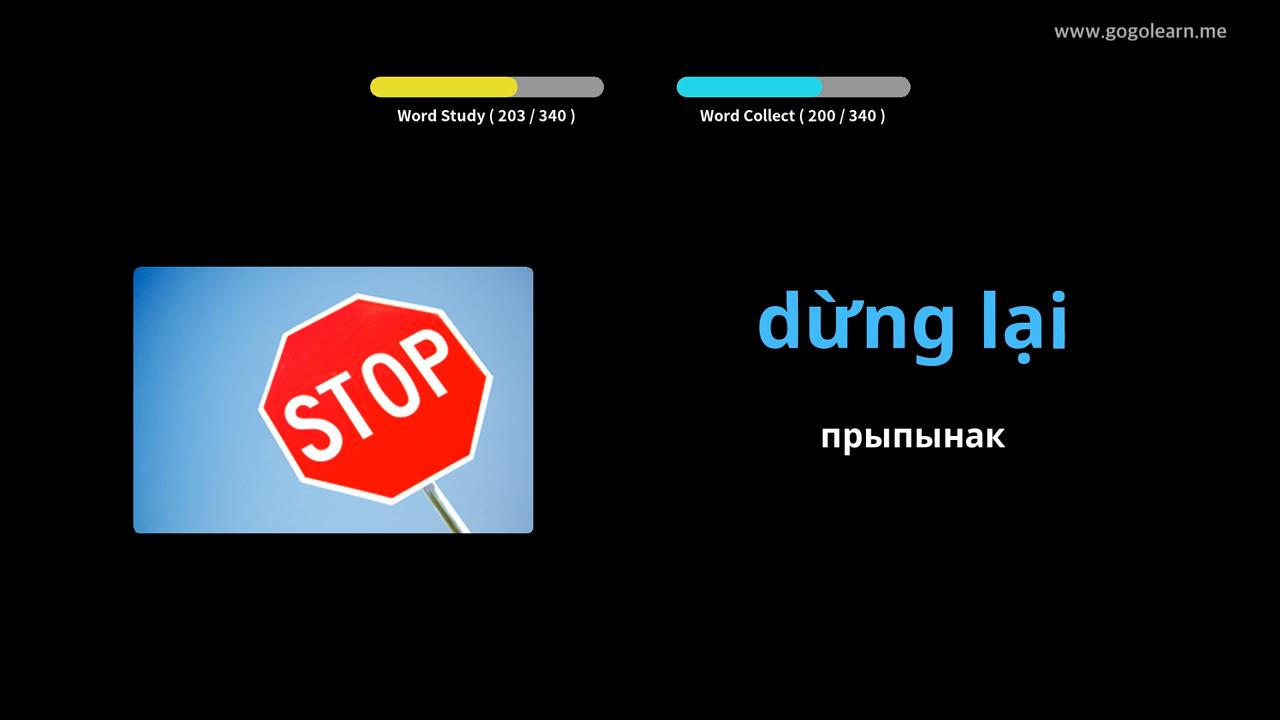 www.gogolearn.me
Word Study ( 203 / 340 )
Word Collect ( 200 / 340 )
STOP
dừng lại
прыпынак